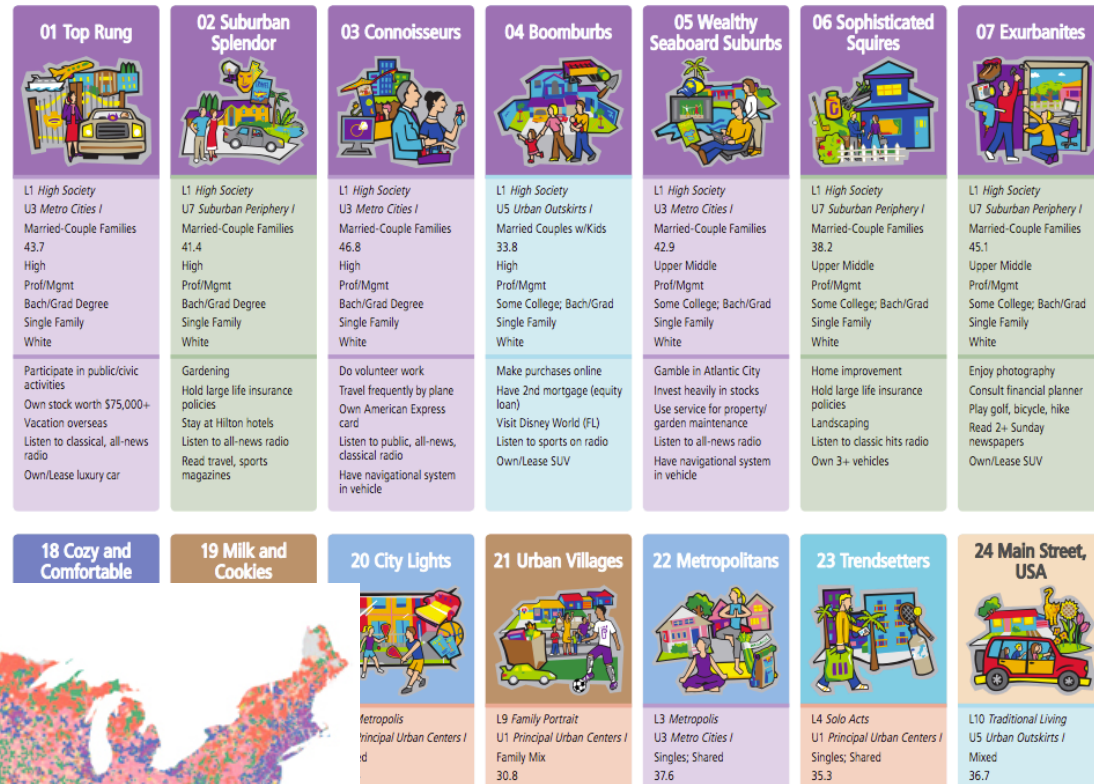 01 Top Rung
L1 High Society
U3 Metro Cities I
Married-Couple Families
43.7
High
Prof/Mgmt
Bach/Grad Degree
Single Family
White
Participate in public/civic
activities
Own stock worth $75,000+
Vacation overseas
Listen to classical, all-news
radio
Own/Lease luxury car
02 Suburban
Splendor
L1 High Society
U7 Suburban Periphery I
Married-Couple Families
41.4
High
Prof/Mgmt
Bach/Grad Degree
Single Family
White
Gardening
Hold large life insurance
policies
Stay at Hilton hotels
Listen to all-news radio
Read travel, sports
magazines
03 Connoisseurs
L1 High Society
U3 Metro Cities I
Married-Couple Families
46.8
High
Prof/Mgmt
Bach/Grad Degree
Single Family
White
Do volunteer work
Travel frequently by plane
Own American Express
card
Listen to public, all-news,
classical radio
Have navigational system
in vehicle
04 Boomburbs
L1 High Society
U5 Urban Outskirts I
Married Couples w/Kids
33.8
High
Prof/Mgmt
Bach/Grad Degree
Single Family
White
Make purchases online
Have 2nd mortgage (equity
loan)
Visit Disney World (FL)
Listen to sports on radio
Own/Lease SUV
05 Wealthy
Seaboard Suburbs
L1 High Society
U3 Metro Cities I
Married-Couple Families
42.9
Upper Middle
Prof/Mgmt
Some College; Bach/Grad
Single Family
White
Gamble in Atlantic City
Invest heavily in stocks
Use service for property/
garden maintenance
Listen to all-news radio
Have navigational system
in vehicle
06 Sophisticated
Squires
L1 High Society
U7 Suburban Periphery I
Married-Couple Families
38.2
Upper Middle
Prof/Mgmt
Some College; Bach/Grad
Single Family
White
Home improvement
Hold large life insurance
policies
Landscaping
Listen to classic hits radio
Own 3+ vehicles
07 Exurbanites
L1 High Society
U7 Suburban Periphery I
Married-Couple Families
45.1
Upper Middle
Prof/Mgmt
Some College; Bach/Grad
Single Family
White
Enjoy photography
Consult financial planner
Play golf, bicycle, hike
Read 2+ Sunday
newspapers
Own/Lease SUV
18 Cozy and
Comfortable
19 Milk and
Cookies
20 City Lights
Metropolis
Principal Urban Centers I
21 Urban Villages
L9 Family Portrait
U1 Principal Urban Centers I
Family Mix
30.8
22 Metropolitans
L3 Metropolis
U3 Metro Cities I
Singles; Shared
37.6
23 Trendsetters
L4 Solo Acts
U1 Principal Urban Centers I
Singles; Shared
35.3
24 Main Street,
USA
L10 Traditional Living
U5 Urban Outskirts I
Mixed
36.7